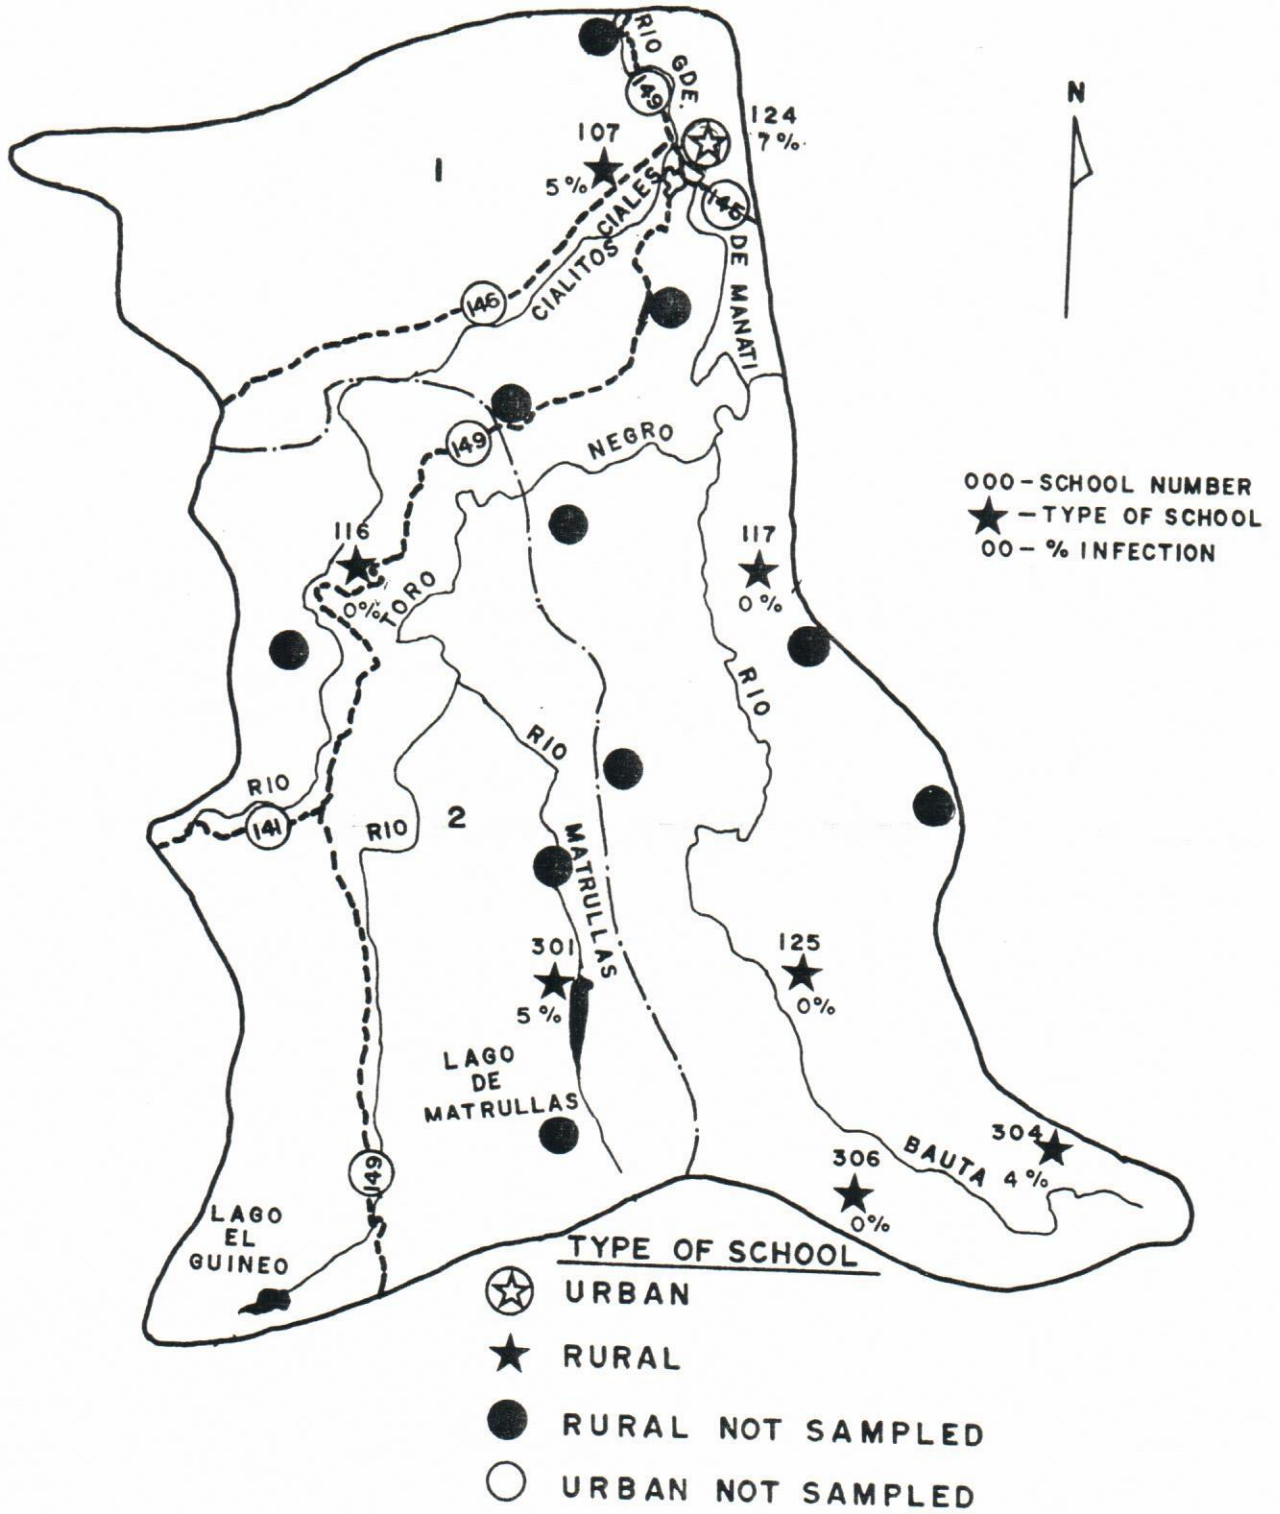 RIO GDE.
149
124
7%
N
107
5%
1
CIALES
145
CIALITOS
DE MANATI
146
149
NEGRO
000-SCHOOL NUMBER
★-TYPE OF SCHOOL
00-% INFECTION
116
0%
TORO
117
0%
RIO
RIO
RIO
141
RIO
2
MATRULLAS
301
5%
125
0%
LAGO
DE
MATRULLAS
304
4%
BAUTA
306
0%
149
LAGO
EL
GUINEO
TYPE OF SCHOOL
URBAN
RURAL
RURAL NOT SAMPLED
URBAN NOT SAMPLED